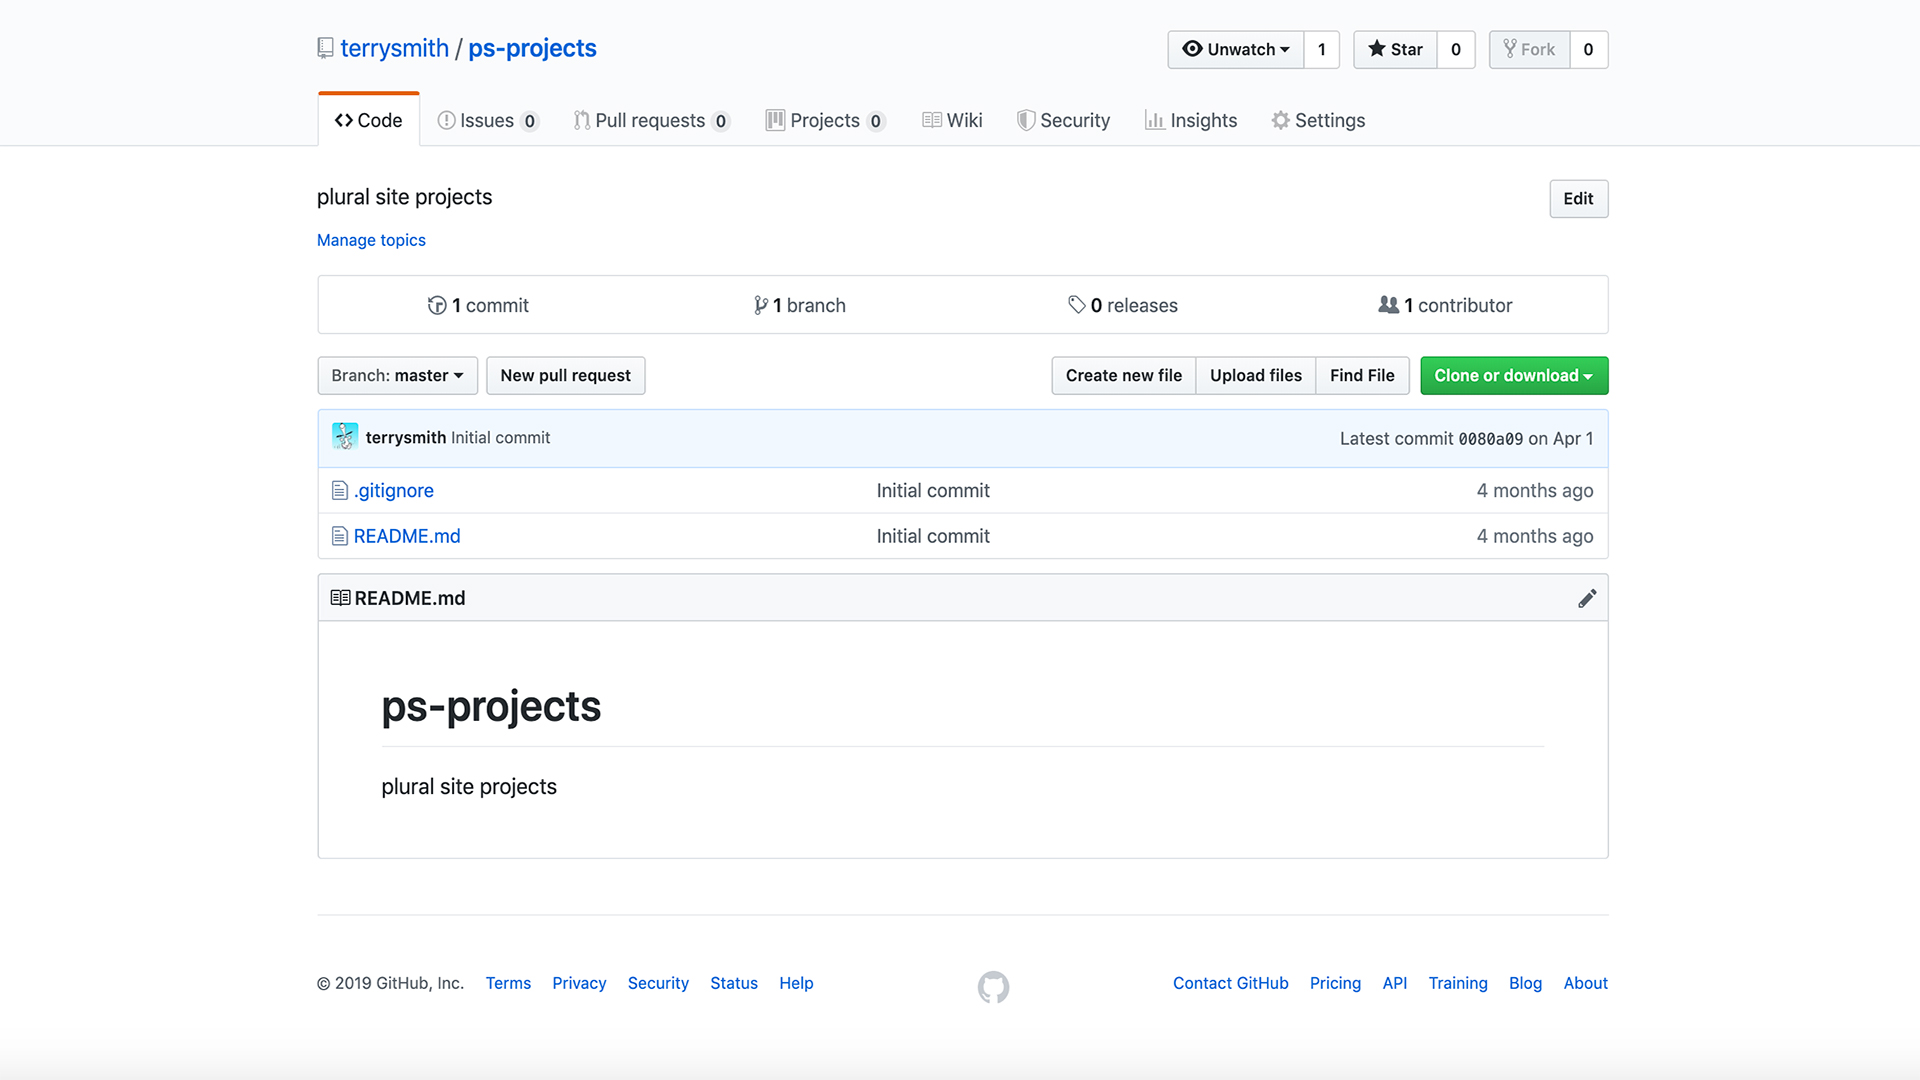 terrysmith / ps-projects
Unwatch 1 Star 0 Fork 0
Code Issues 0 Pull requests 0 Projects 0 Wiki Security Insights Settings
plural site projects Edit
Manage topics
1 commit 1 branch 0 releases 1 contributor
Branch: master New pull request Create new file Upload files Find File Clone or download
terrysmith Initial commit Latest commit 0080a09 on Apr 1
.gitignore Initial commit 4 months ago
README.md Initial commit 4 months ago
README.md
ps-projects
plural site projects
© 2019 GitHub, Inc. Terms Privacy Security Status Help Contact GitHub Pricing API Training Blog About